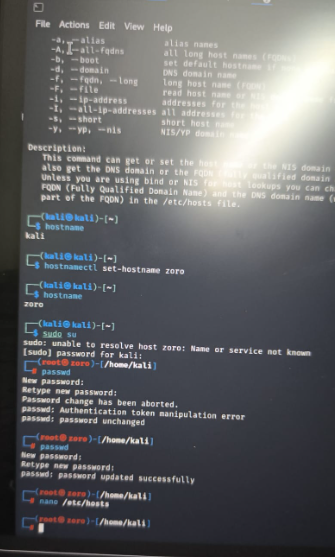 File Actions Edit View Help
-a, --alias alias names
-A, --all-fqdns all long host names (FQDNs)
-b, --boot set default hostname if
-d, --domain DNS domain name
-f, --fqdn, --long long host name (FQDN)
-F, --file read host name or NIS
-i, --ip-address addresses for the
-I, --all-ip-addresses all addresses for the
-s, --short short host name
-y, --yp, --nis NIS/YP domain
Description:
This command can get or set the host name or the NIS domain
also get the DNS domain or the FQDN (fully qualified domain
Unless you are using bind or NIS for host lookups you can
FQDN (Fully Qualified Domain Name) and the DNS domain name
part of the FQDN) in the /etc/hosts file.
┌──(kali㉿kali)-[~]
└─$ hostname
kali
┌──(kali㉿kali)-[~]
└─$ hostnamectl set-hostname zoro
┌──(kali㉿kali)-[~]
└─$ hostname
zoro
┌──(kali㉿kali)-[~]
└─$ sudo su
sudo: unable to resolve host zoro: Name or service not known
[sudo] password for kali:
┌──(root㉿zoro)-[/home/kali]
└─# passwd
New password:
Retype new password:
Password change has been aborted.
passwd: Authentication token manipulation error
passwd: password unchanged
┌──(root㉿zoro)-[/home/kali]
└─# passwd
New password:
Retype new password:
passwd: password updated successfully
┌──(root㉿zoro)-[/home/kali]
└─# nano /etc/hosts
┌──(root㉿zoro)-[/home/kali]
└─#